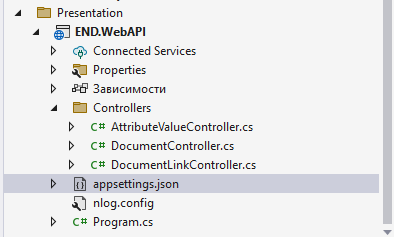 Presentation
END.WebAPI
Connected Services
Properties
Зависимости
Controllers
C# AttributeValueController.cs
C# DocumentController.cs
C# DocumentLinkController.cs
appsettings.json
nlog.config
C# Program.cs